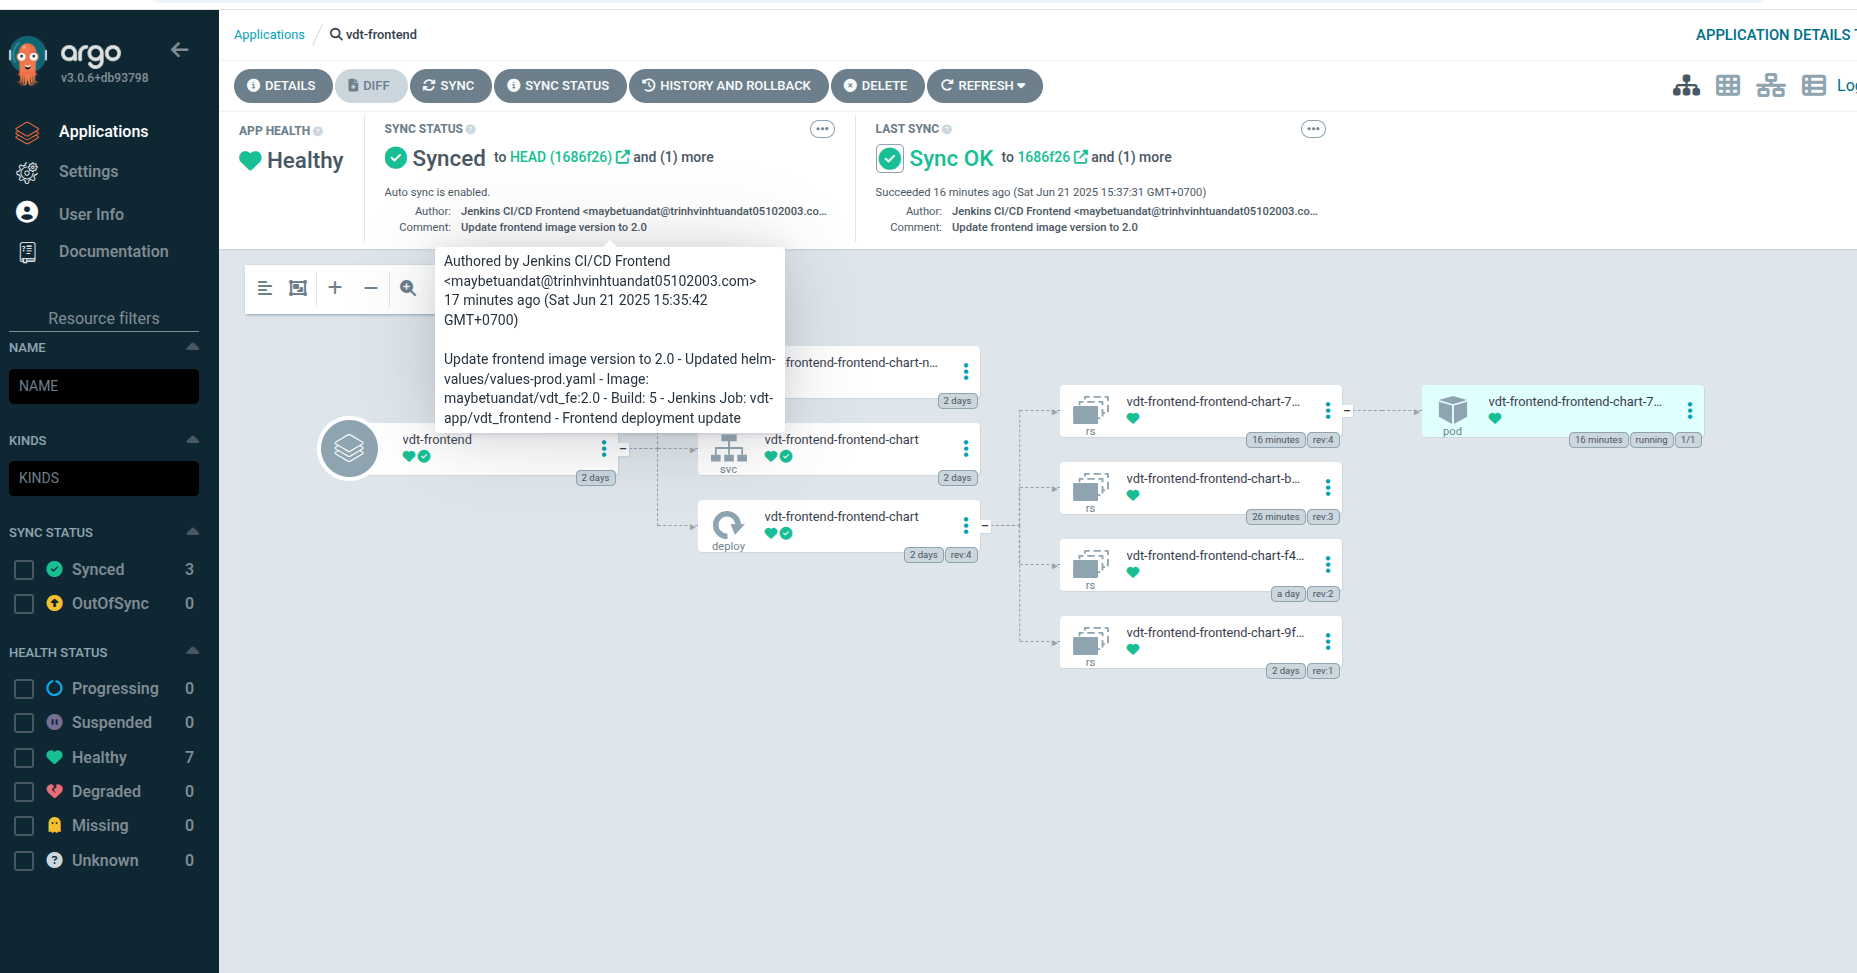 argo
v3.0.6+db93798
Applications
Settings
User Info
Documentation
Resource filters
NAME
NAME
KINDS
KINDS
SYNC STATUS
Synced 3
OutOfSync 0
HEALTH STATUS
Progressing 0
Suspended 0
Healthy 7
Degraded 0
Missing 0
Unknown 0
Applications / vdt-frontend
APPLICATION DETAILS T
DETAILS DIFF SYNC SYNC STATUS HISTORY AND ROLLBACK DELETE REFRESH
Log
APP HEALTH
Healthy
SYNC STATUS
Synced to HEAD (1686f26) and (1) more
Auto sync is enabled.
Author: Jenkins CI/CD Frontend <maybetuandat@trinhvinhtuandat05102003.co...
Comment: Update frontend image version to 2.0
LAST SYNC
Sync OK to 1686f26 and (1) more
Succeeded 16 minutes ago (Sat Jun 21 2025 15:37:31 GMT+0700)
Author: Jenkins CI/CD Frontend <maybetuandat@trinhvinhtuandat05102003.co...
Comment: Update frontend image version to 2.0
Authored by Jenkins CI/CD Frontend
<maybetuandat@trinhvinhtuandat05102003.com>
17 minutes ago (Sat Jun 21 2025 15:35:42
GMT+0700)
Update frontend image version to 2.0 - Updated helm-
values/values-prod.yaml - Image:
maybetuandat/vdt_fe:2.0 - Build: 5 - Jenkins Job: vdt-
app/vdt_frontend - Frontend deployment update
vdt-frontend
2 days
frontend-frontend-chart-n...
2 days
vdt-frontend-frontend-chart
svc
2 days
vdt-frontend-frontend-chart
deploy
2 days rev:4
vdt-frontend-frontend-chart-7...
rs
16 minutes rev:4
vdt-frontend-frontend-chart-b...
rs
26 minutes rev:3
vdt-frontend-frontend-chart-f4...
rs
a day rev:2
vdt-frontend-frontend-chart-9f...
rs
2 days rev:1
vdt-frontend-frontend-chart-7...
pod
16 minutes running 1/1